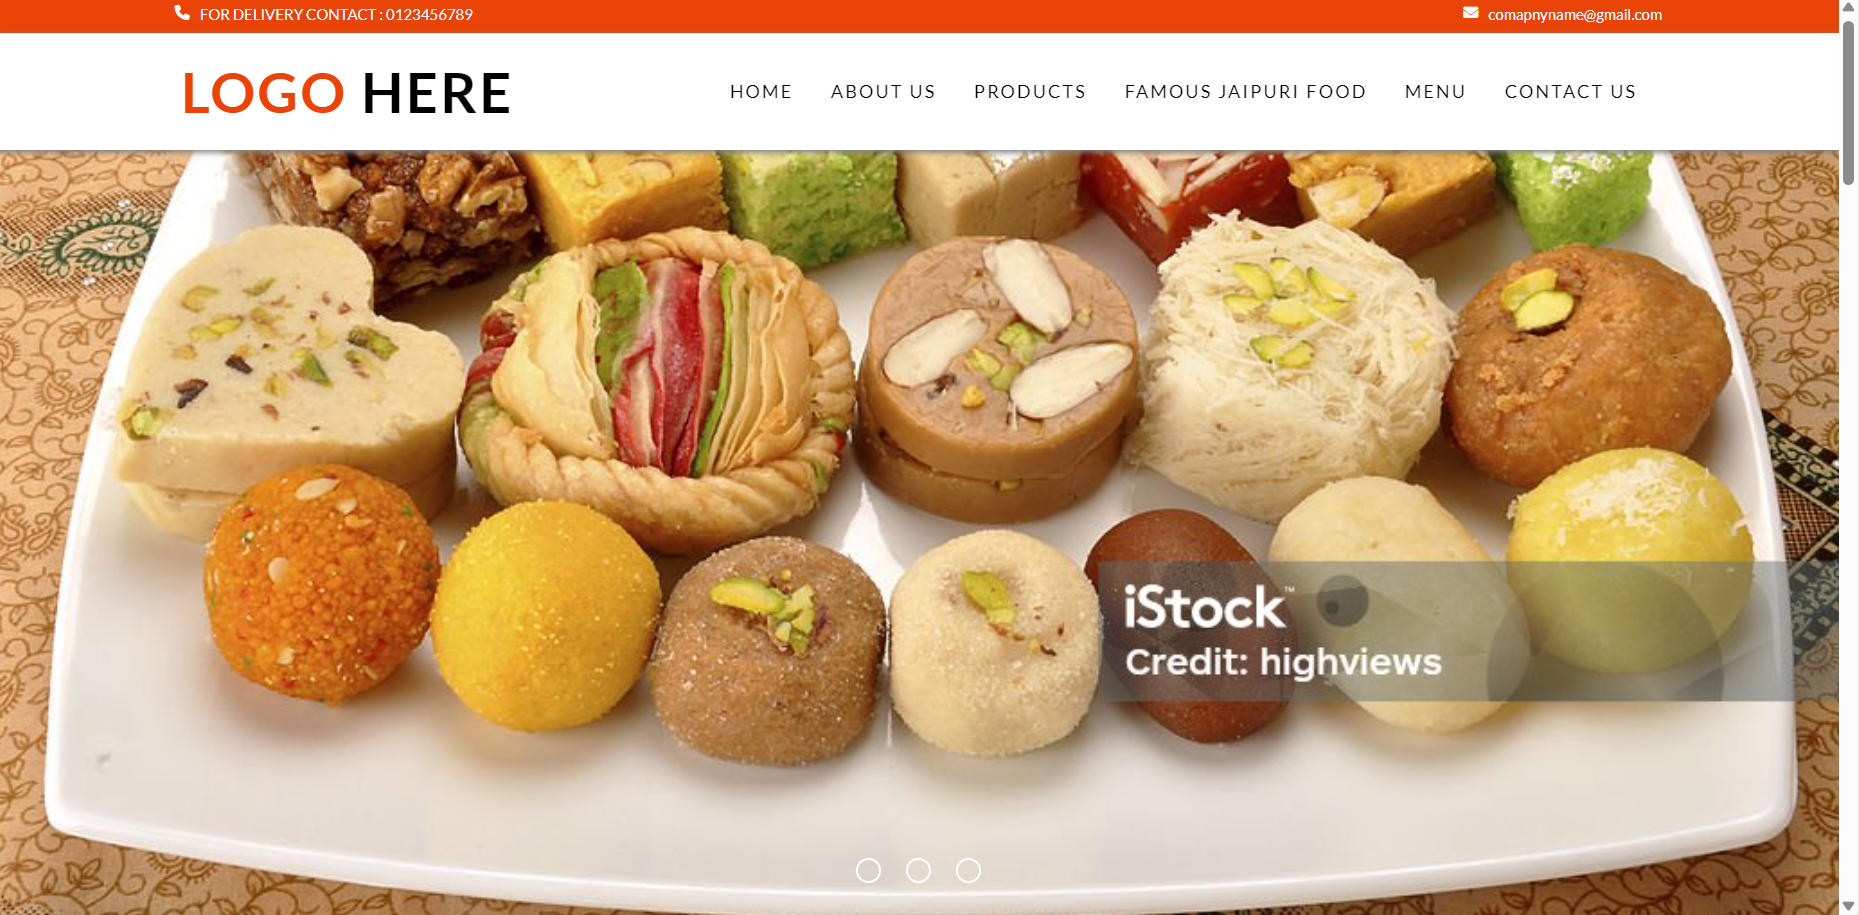 FOR DELIVERY CONTACT : 0123456789
comapnyname@gmail.com
LOGO HERE
HOME ABOUT US PRODUCTS FAMOUS JAIPURI FOOD MENU CONTACT US
iStock™
Credit: highviews